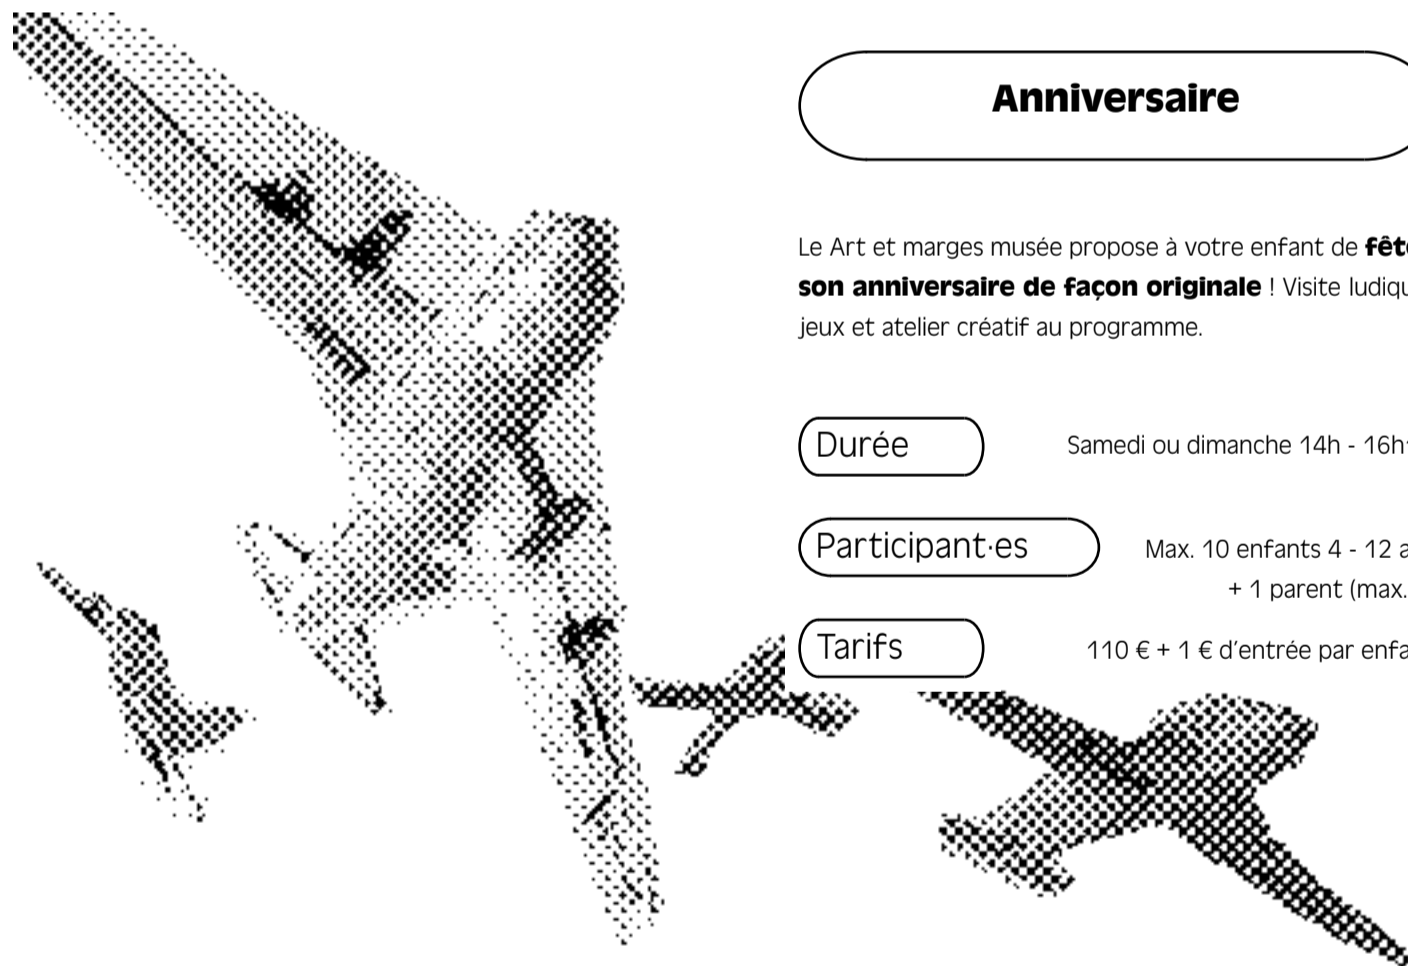 Anniversaire
Le Art et marges musée propose à votre enfant de
son anniversaire de façon originale ! Visite
jeux et atelier créatif au programme.
Durée
Samedi ou dimanche 14h - 16h
Participant·es
Max. 10 enfants 4 - 12
+ 1 parent (max.
Tarifs
110 € + 1 € d’entrée par